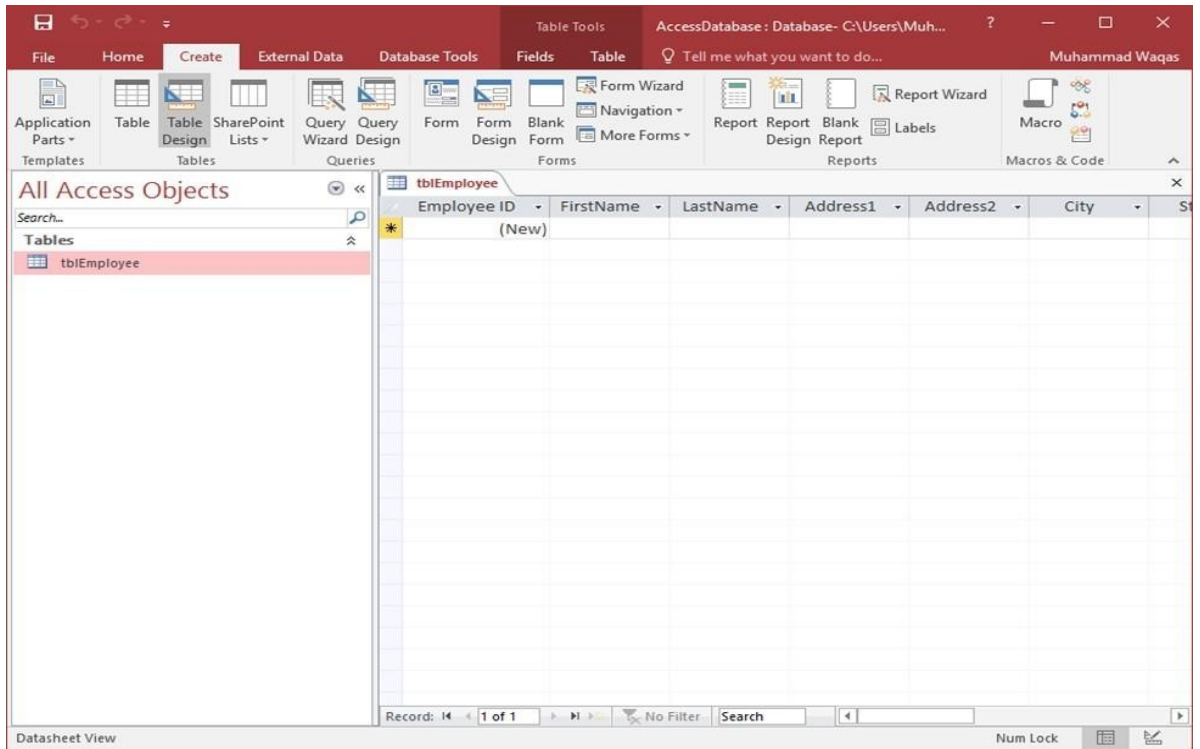 Table Tools AccessDatabase : Database- C:\Users\Muh... ?
File Home Create External Data Database Tools Fields Table Tell me what you want to do... Muhammad Waqas
Application Parts Table Table Design SharePoint Lists Query Wizard Query Design Form Form Design Blank Form Form Wizard Navigation More Forms Report Report Design Blank Report Report Wizard Labels Macro
Templates Tables Queries Forms Reports Macros & Code
All Access Objects
Search...
Tables
tblEmployee
tblEmployee
Employee ID FirstName LastName Address1 Address2 City St
(New)
Record: 1 of 1 No Filter Search
Datasheet View Num Lock